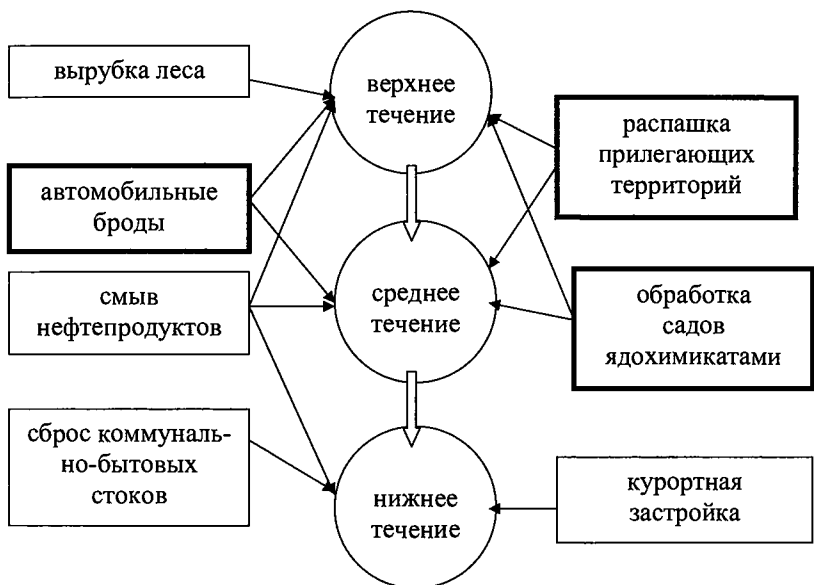 вырубка леса
верхнее
течение
распашка
прилегающих
территорий
автомобильные
броды
смыв
нефтепродуктов
среднее
течение
обработка
садов
ядохимикатами
сброс коммуналь-
но-бытовых
стоков
нижнее
течение
курортная
застройка